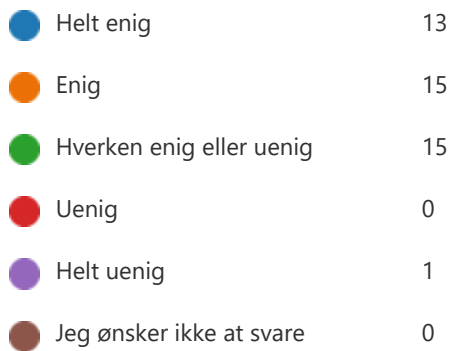 Helt enig 13
Enig 15
Hverken enig eller uenig 15
Uenig 0
Helt uenig 1
Jeg ønsker ikke at svare 0